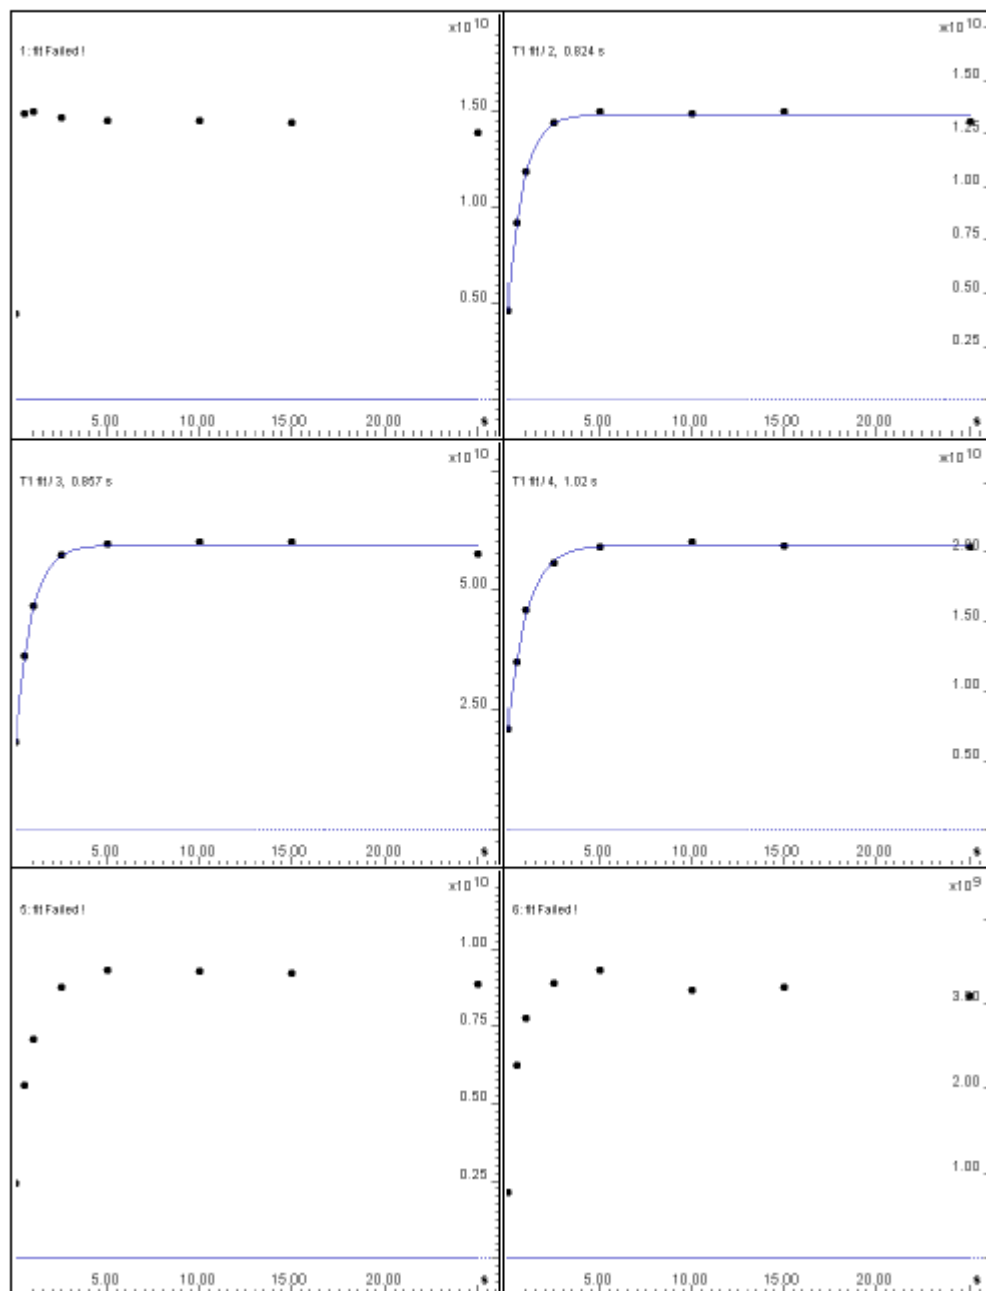 x10 10
1: fit Failed !
1.50
1.00
0.50
5.00 10.00 15.00 20.00 s
x10 10
T1 fit / 2, 0.824 s
1.50
1.25
1.00
0.75
0.50
0.25
5.00 10.00 15.00 20.00 s
x10 10
T1 fit / 3, 0.857 s
5.00
2.50
5.00 10.00 15.00 20.00 s
x10 10
T1 fit / 4, 1.02 s
2.00
1.50
1.00
0.50
5.00 10.00 15.00 20.00 s
x10 10
5: fit Failed !
1.00
0.75
0.50
0.25
5.00 10.00 15.00 20.00 s
x10 9
6: fit Failed !
3.00
2.00
1.00
5.00 10.00 15.00 20.00 s